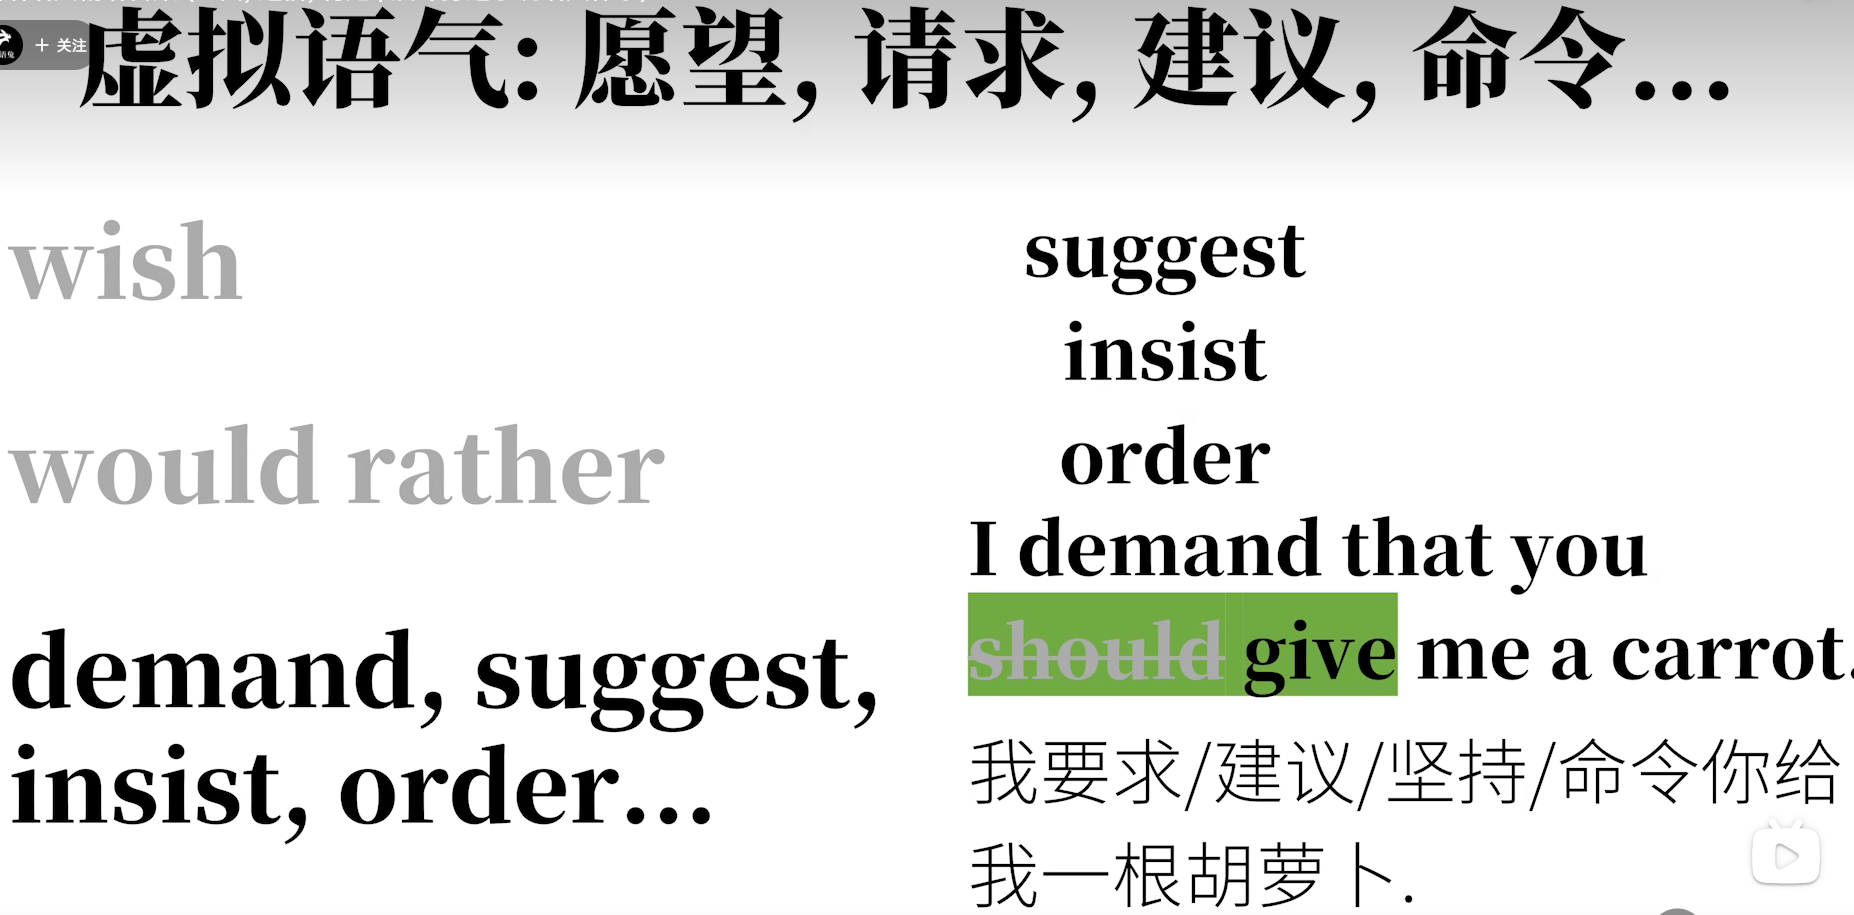 + 关注
虚拟语气: 愿望, 请求, 建议, 命令...
wish
would rather
demand, suggest,
insist, order...
suggest
insist
order
I demand that you
should give me a carrot.
我要求/建议/坚持/命令你给
我一根胡萝卜.